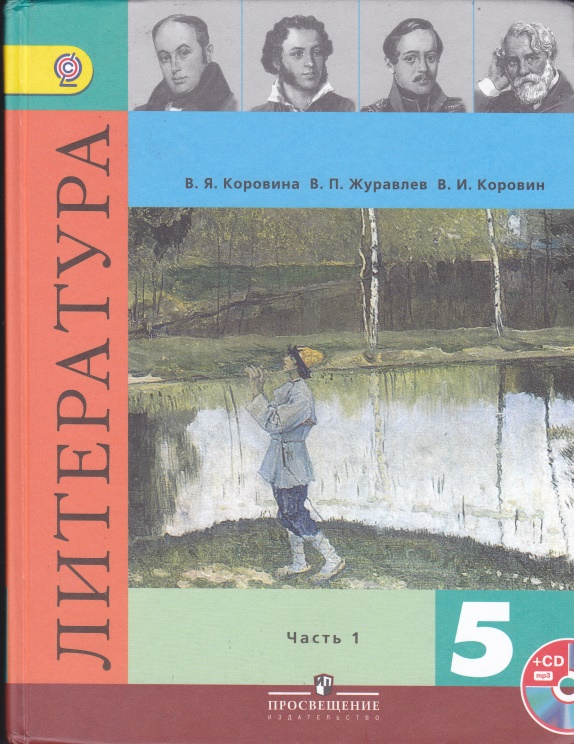 В. Я. Коровина В. П. Журавлев В. И. Коровин
ЛИТЕРАТУРА
Часть 1
5
+CD
mp3
ПРОСВЕЩЕНИЕ
ИЗДАТЕЛЬСТВО